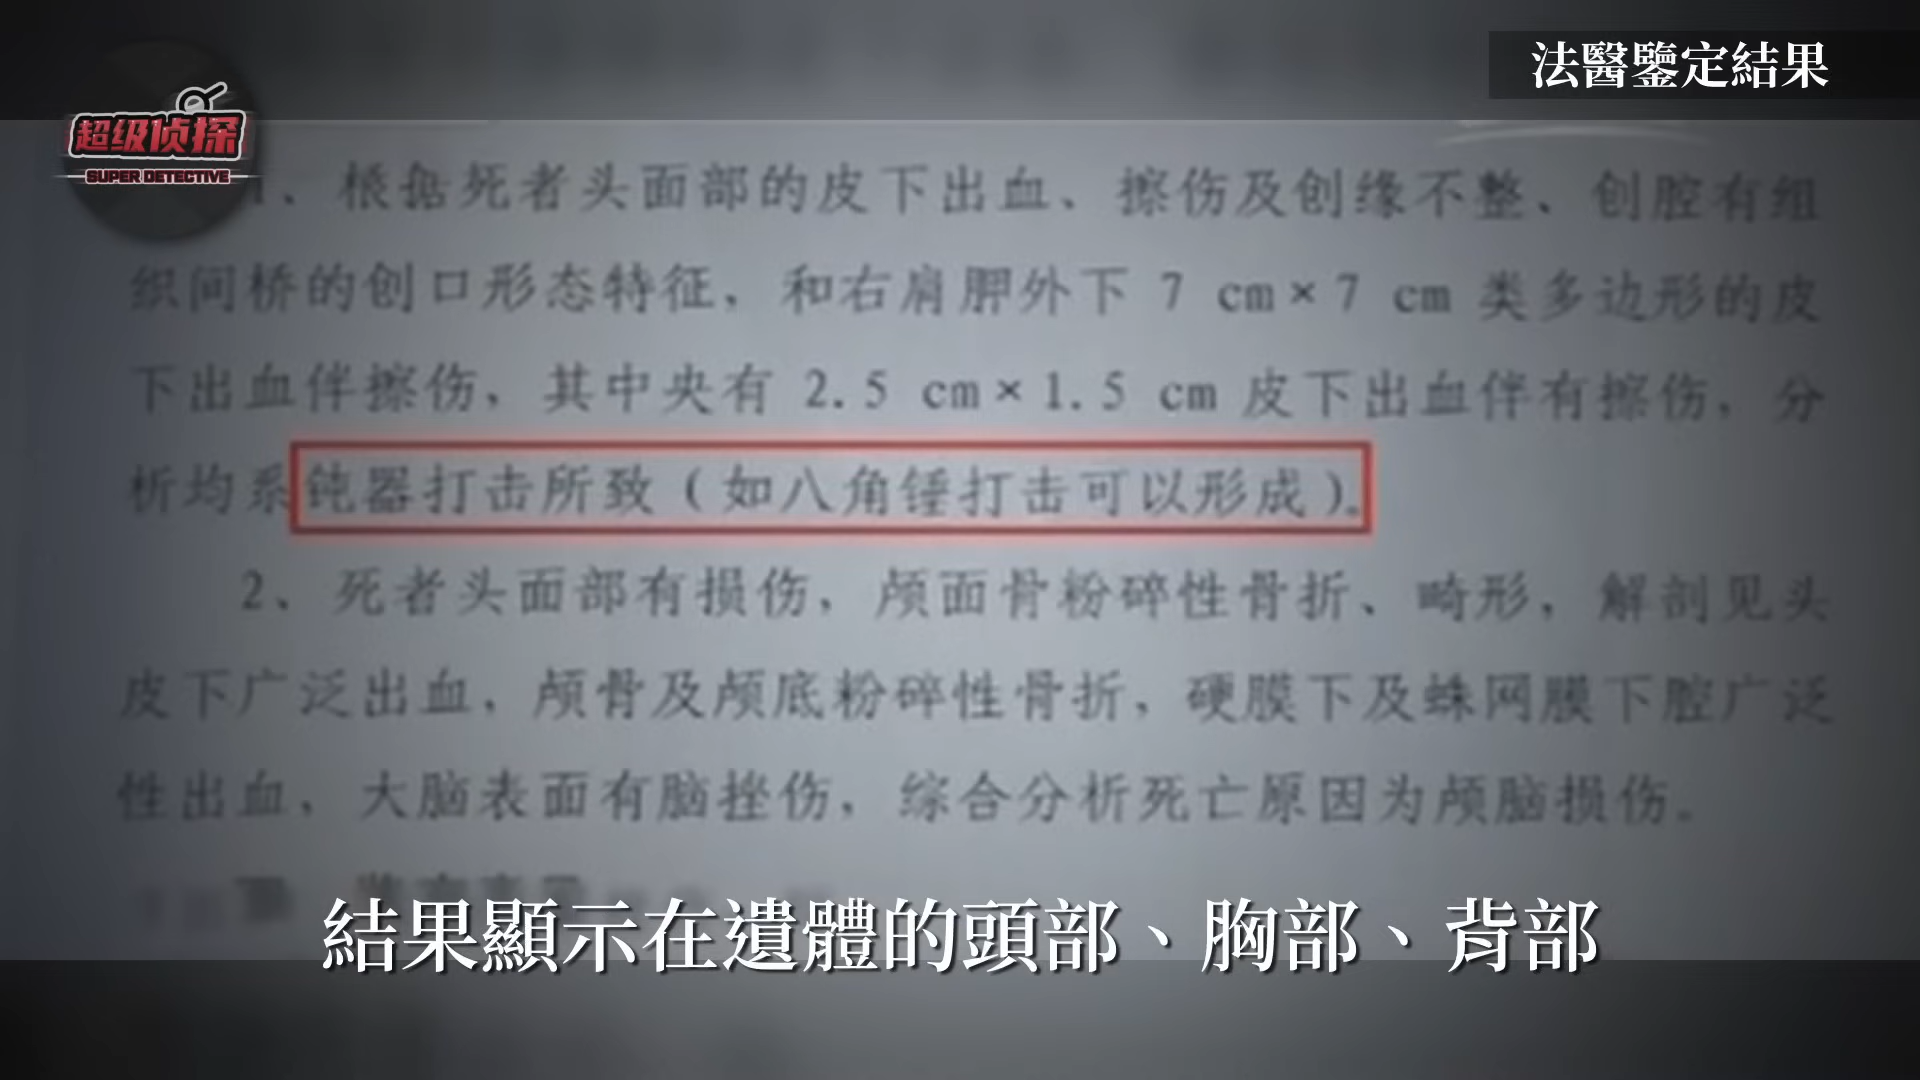 法醫鑒定結果
超级侦探
SUPER DETECTIVE
1、根据死者头面部的皮下出血、擦伤及创缘不整、创腔有组
织间桥的创口形态特征，和右肩胛外下 7 cm×7 cm 类多边形的皮
下出血伴擦伤，其中央有 2.5 cm×1.5 cm 皮下出血伴有擦伤，分
析均系钝器打击所致（如八角锤打击可以形成）。
2、死者头面部有损伤，颅面骨粉碎性骨折、畸形，解剖见头
皮下广泛出血，颅骨及颅底粉碎性骨折，硬膜下及蛛网膜下腔广泛
性出血，大脑表面有脑挫伤，综合分析死亡原因为颅脑损伤。
結果顯示在遺體的頭部、胸部、背部